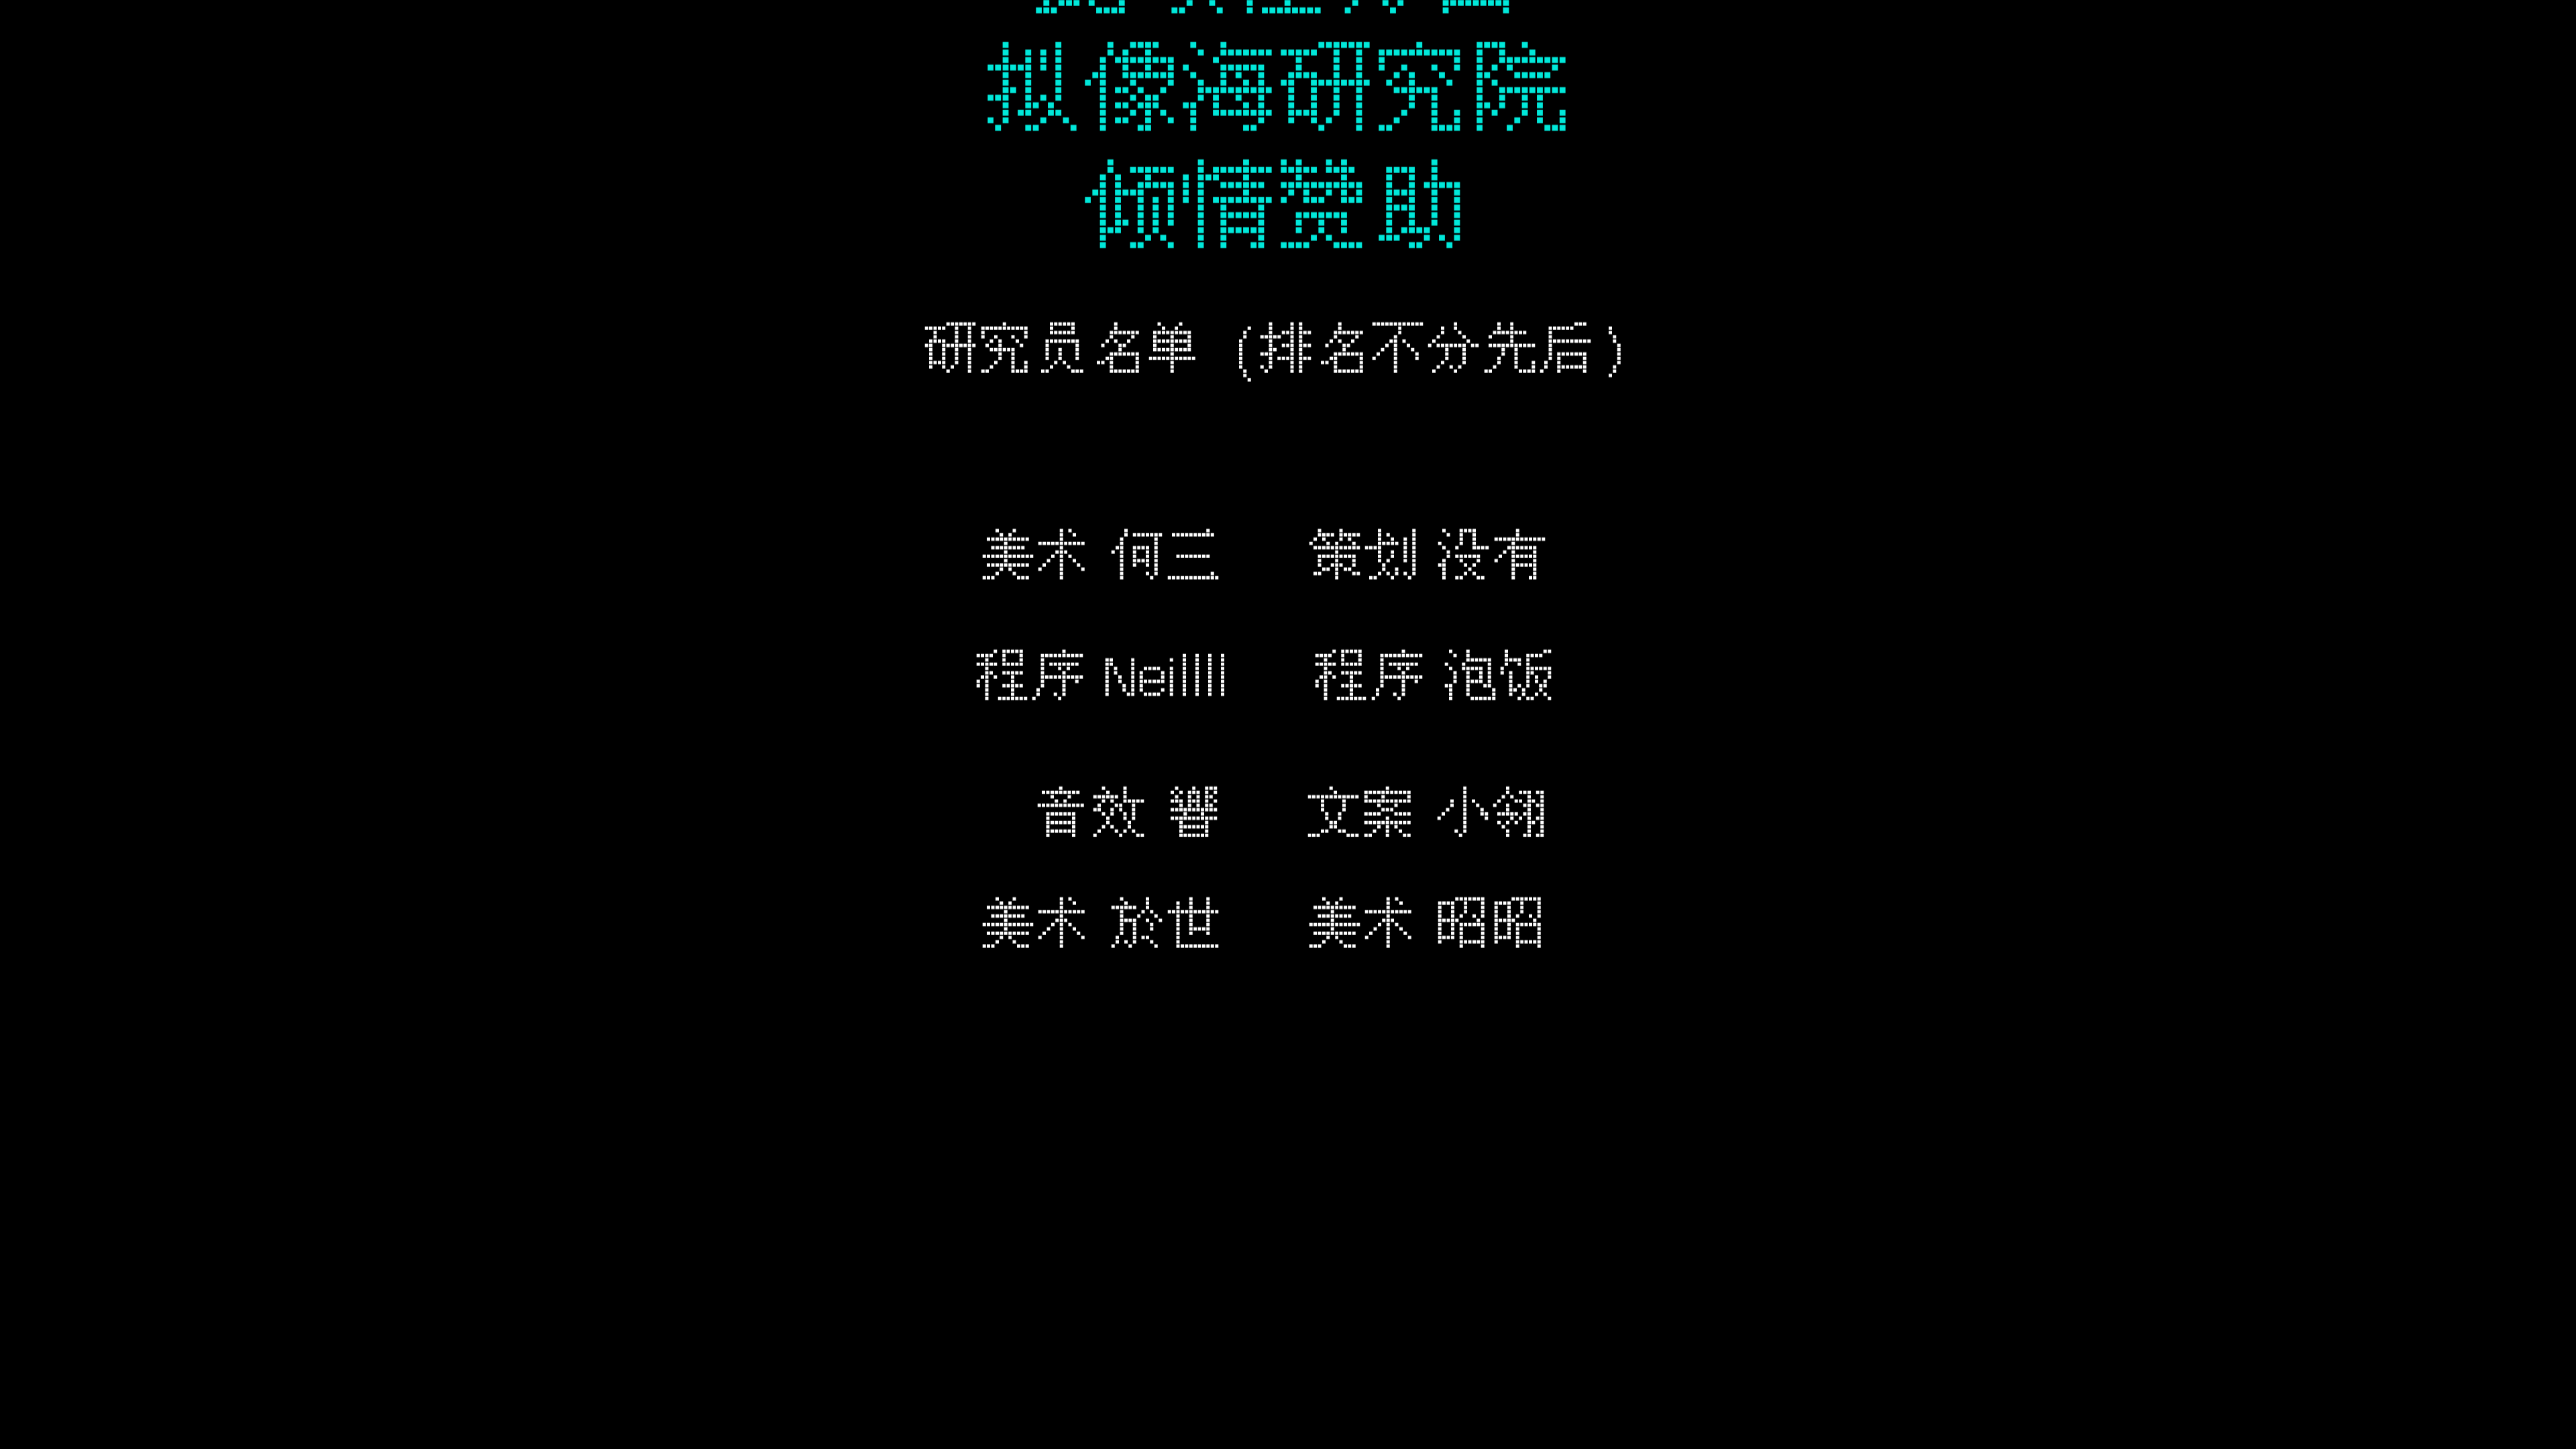 拟像海研究院
倾情赞助
研究员名单（排名不分先后）
美术 何三 策划 没有
程序 Neillll 程序 泡饭
音效 響 文案 小翎
美术 於世 美术 昭昭